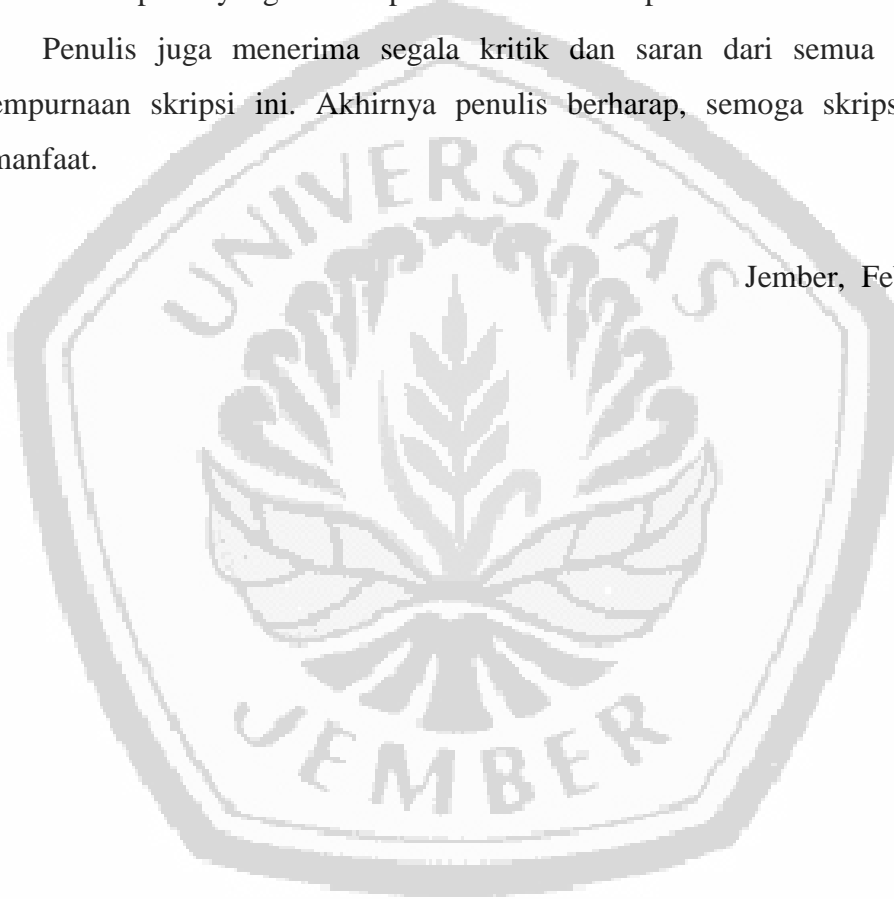 Penulis juga menerima segala kritik dan saran dari semua
empurnaan skripsi ini. Akhirnya penulis berharap, semoga skrips
manfaat.
UNIVERSITAS
Jember, Fe
JEMBER